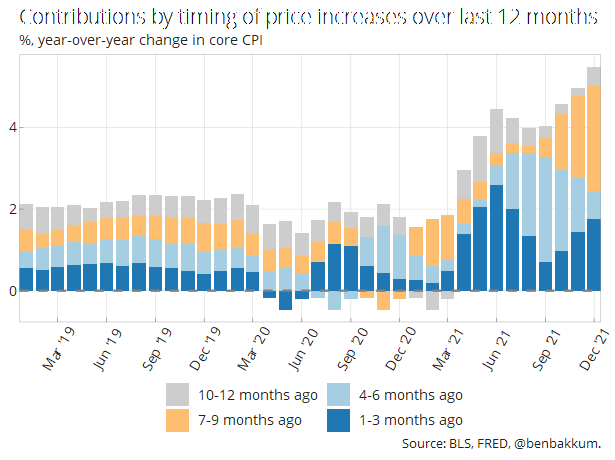 Contributions by timing of price increases over last 12 months
%, year-over-year change in core CPI
4
2
0
Mar '19
Jun '19
Sep '19
Dec '19
Mar '20
Jun '20
Sep '20
Dec '20
Mar '21
Jun '21
Sep '21
Dec '21
10-12 months ago
4-6 months ago
7-9 months ago
1-3 months ago
Source: BLS, FRED, @benbakkum.